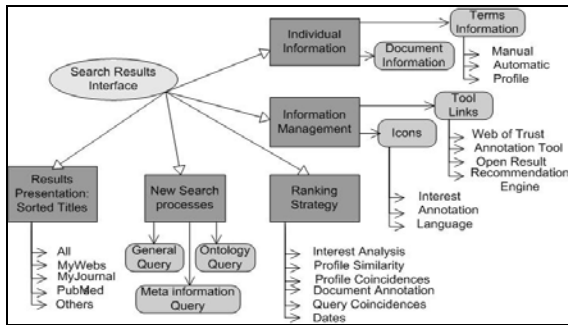 Search Results
Interface
Individual
Information
Document
Information
Terms
Information
Manual
Automatic
Profile
Information
Management
Icons
Interest
Annotation
Language
Tool
Links
Web of Trust
Annotation Tool
Open Result
Recommendation
Engine
Results
Presentation:
Sorted Titles
All
MyWebs
MyJournal
PubMed
Others
New Search
processes
General
Query
Ontology
Query
Meta information
Query
Ranking
Strategy
Interest Analysis
Profile Similarity
Profile Coincidences
Document Annotation
Query Coincidences
Dates